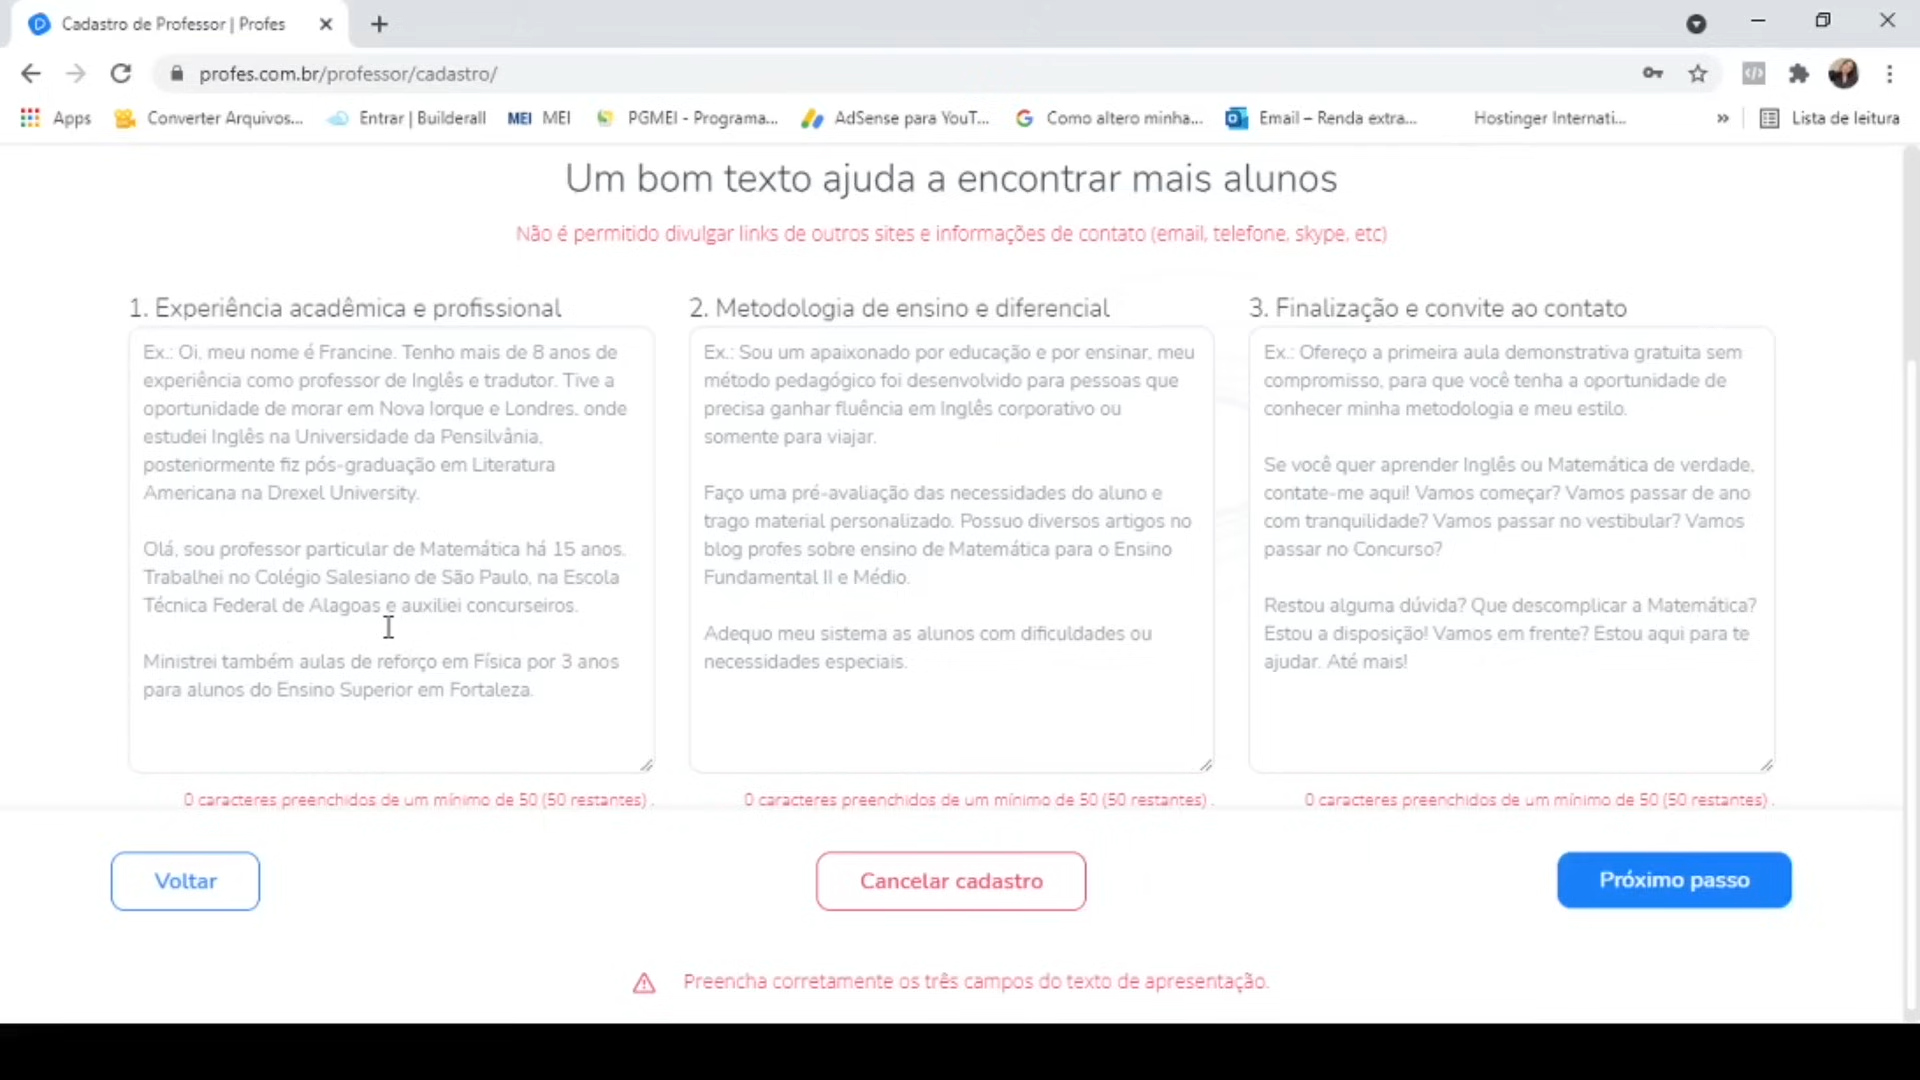 Cadastro de Professor | Profes
profes.com.br/professor/cadastro/
Apps
Converter Arquivos...
Entrar | Builderall
MEI MEI
PGMEI - Programa...
AdSense para YouT...
Como altero minha...
Email – Renda extra...
Hostinger Internati...
»
Lista de leitura
Um bom texto ajuda a encontrar mais alunos
Não é permitido divulgar links de outros sites e informações de contato (email, telefone, skype, etc)
1. Experiência acadêmica e profissional
Ex.: Oi, meu nome é Francine. Tenho mais de 8 anos de
experiência como professor de Inglês e tradutor. Tive a
oportunidade de morar em Nova Iorque e Londres, onde
estudei Inglês na Universidade da Pensilvânia,
posteriormente fiz pós-graduação em Literatura
Americana na Drexel University.
Olá, sou professor particular de Matemática há 15 anos.
Trabalhei no Colégio Salesiano de São Paulo, na Escola
Técnica Federal de Alagoas e auxiliei concurseiros.
Ministrei também aulas de reforço em Física por 3 anos
para alunos do Ensino Superior em Fortaleza.
0 caracteres preenchidos de um mínimo de 50 (50 restantes) .
2. Metodologia de ensino e diferencial
Ex.: Sou um apaixonado por educação e por ensinar, meu
método pedagógico foi desenvolvido para pessoas que
precisa ganhar fluência em Inglês corporativo ou
somente para viajar.
Faço uma pré-avaliação das necessidades do aluno e
trago material personalizado. Possuo diversos artigos no
blog profes sobre ensino de Matemática para o Ensino
Fundamental II e Médio.
Adequo meu sistema as alunos com dificuldades ou
necessidades especiais.
0 caracteres preenchidos de um mínimo de 50 (50 restantes) .
3. Finalização e convite ao contato
Ex.: Ofereço a primeira aula demonstrativa gratuita sem
compromisso, para que você tenha a oportunidade de
conhecer minha metodologia e meu estilo.
Se você quer aprender Inglês ou Matemática de verdade,
contate-me aqui! Vamos começar? Vamos passar de ano
com tranquilidade? Vamos passar no vestibular? Vamos
passar no Concurso?
Restou alguma dúvida? Que descomplicar a Matemática?
Estou a disposição! Vamos em frente? Estou aqui para te
ajudar. Até mais!
0 caracteres preenchidos de um mínimo de 50 (50 restantes) .
Voltar
Cancelar cadastro
Próximo passo
Preencha corretamente os três campos do texto de apresentação.